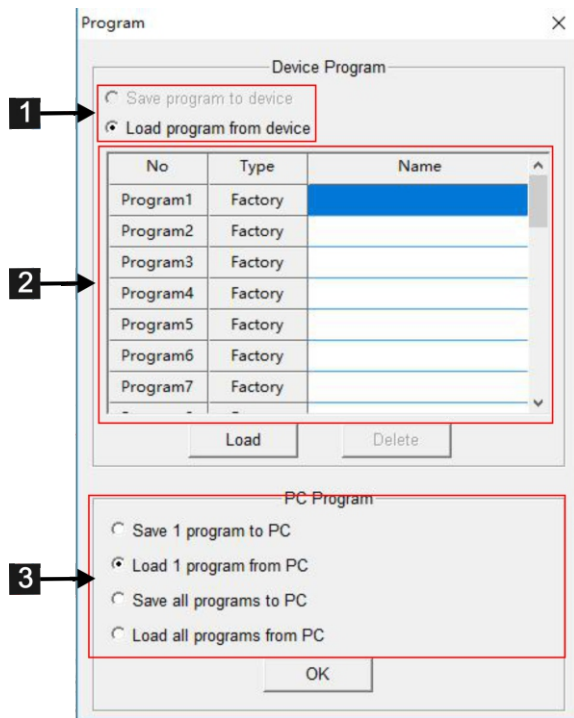 Program
Device Program
1
Save program to device
Load program from device
No Type Name
Program1 Factory
Program2 Factory
Program3 Factory
2
Program4 Factory
Program5 Factory
Program6 Factory
Program7 Factory
Load Delete
PC Program
Save 1 program to PC
Load 1 program from PC
3
Save all programs to PC
Load all programs from PC
OK